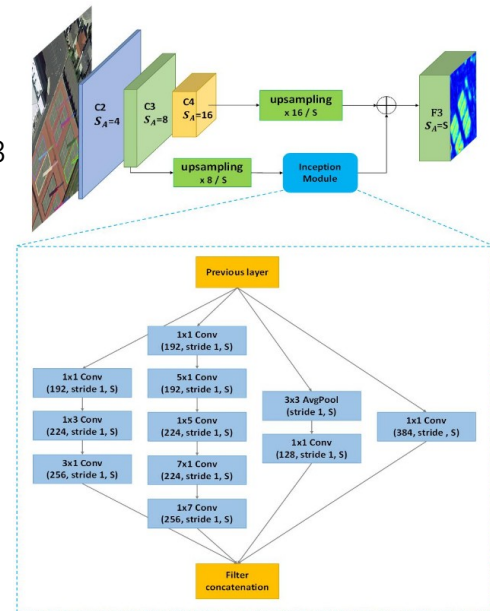 3
C2
S_A=4
C3
S_A=8
C4
S_A=16
upsampling
x 16 / S
F3
S_A=S
upsampling
x 8 / S
Inception
Module
Previous layer
1x1 Conv
(192, stride 1, S)
1x3 Conv
(224, stride 1, S)
3x1 Conv
(256, stride 1, S)
1x1 Conv
(192, stride 1, S)
5x1 Conv
(192, stride 1, S)
1x5 Conv
(224, stride 1, S)
7x1 Conv
(224, stride 1, S)
1x7 Conv
(256, stride 1, S)
3x3 AvgPool
(stride 1, S)
1x1 Conv
(128, stride 1, S)
1x1 Conv
(384, stride , S)
Filter
concatenation